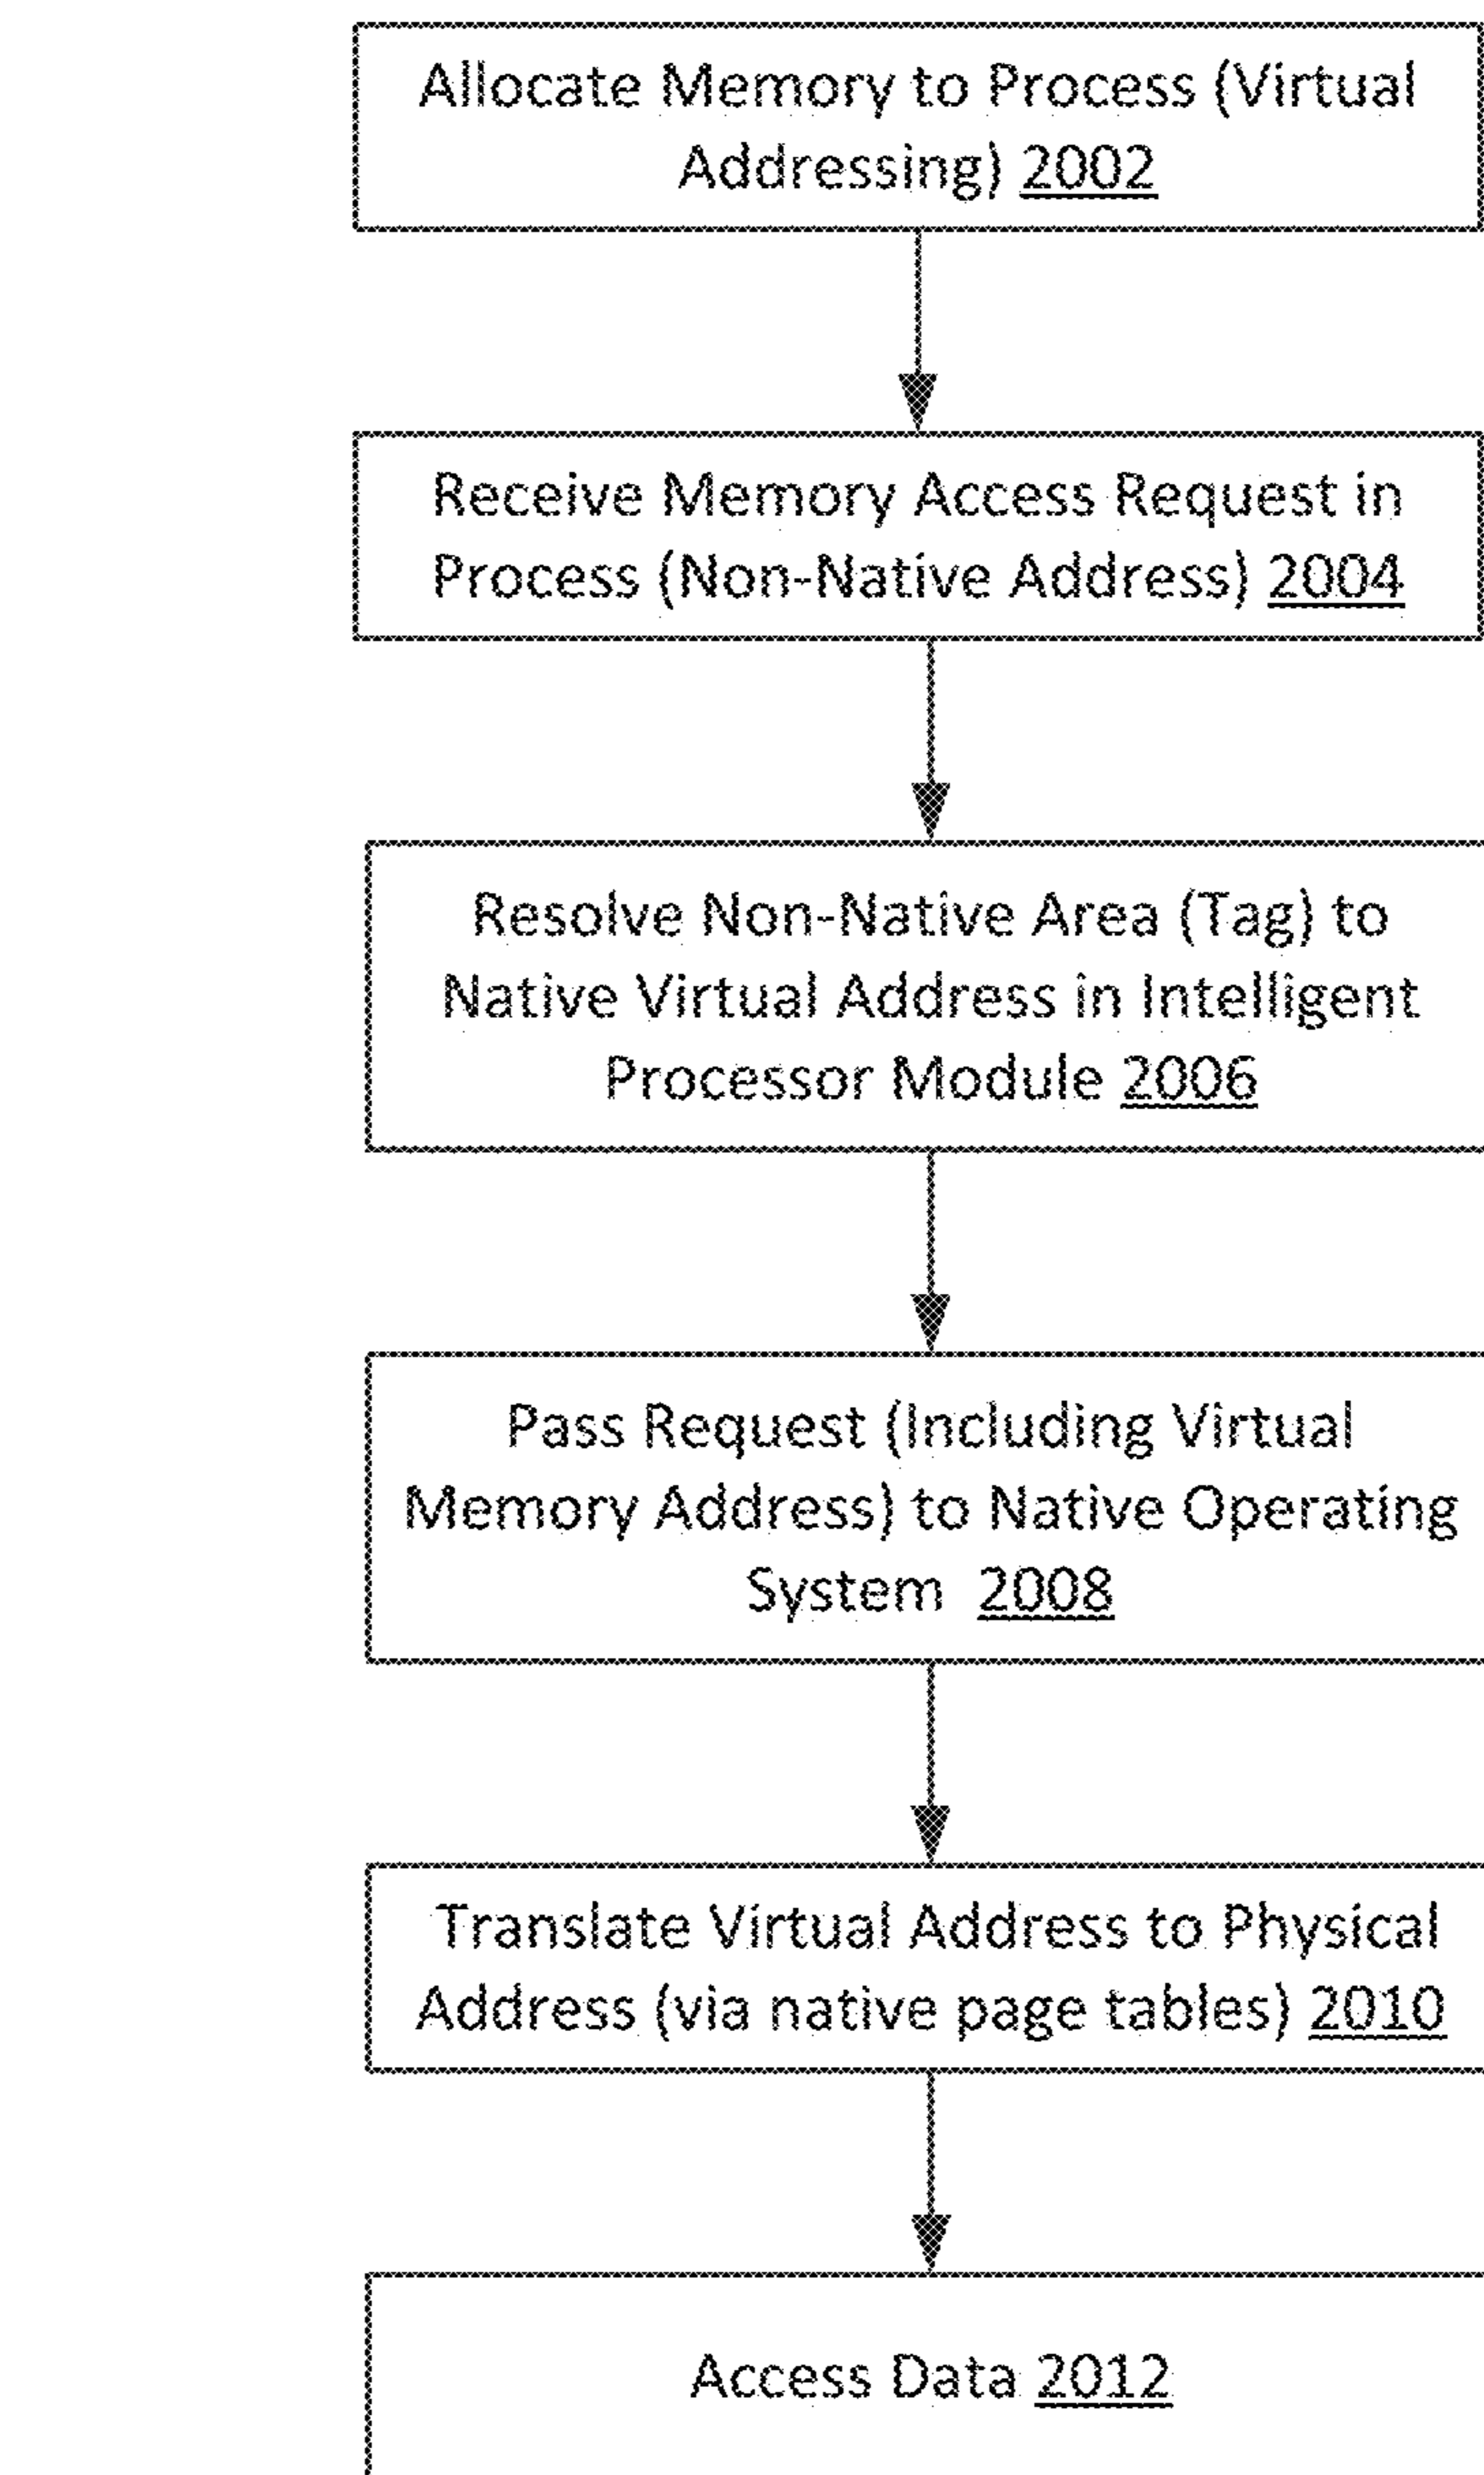 Allocate Memory to Process (Virtual
Addressing) 2002
Receive Memory Access Request in
Process (Non-Native Address) 2004
Resolve Non-Native Area (Tag) to
Native Virtual Address in Intelligent
Processor Module 2006
Pass Request (Including Virtual
Memory Address) to Native Operating
System 2008
Translate Virtual Address to Physical
Address (via native page tables) 2010
Access Data 2012